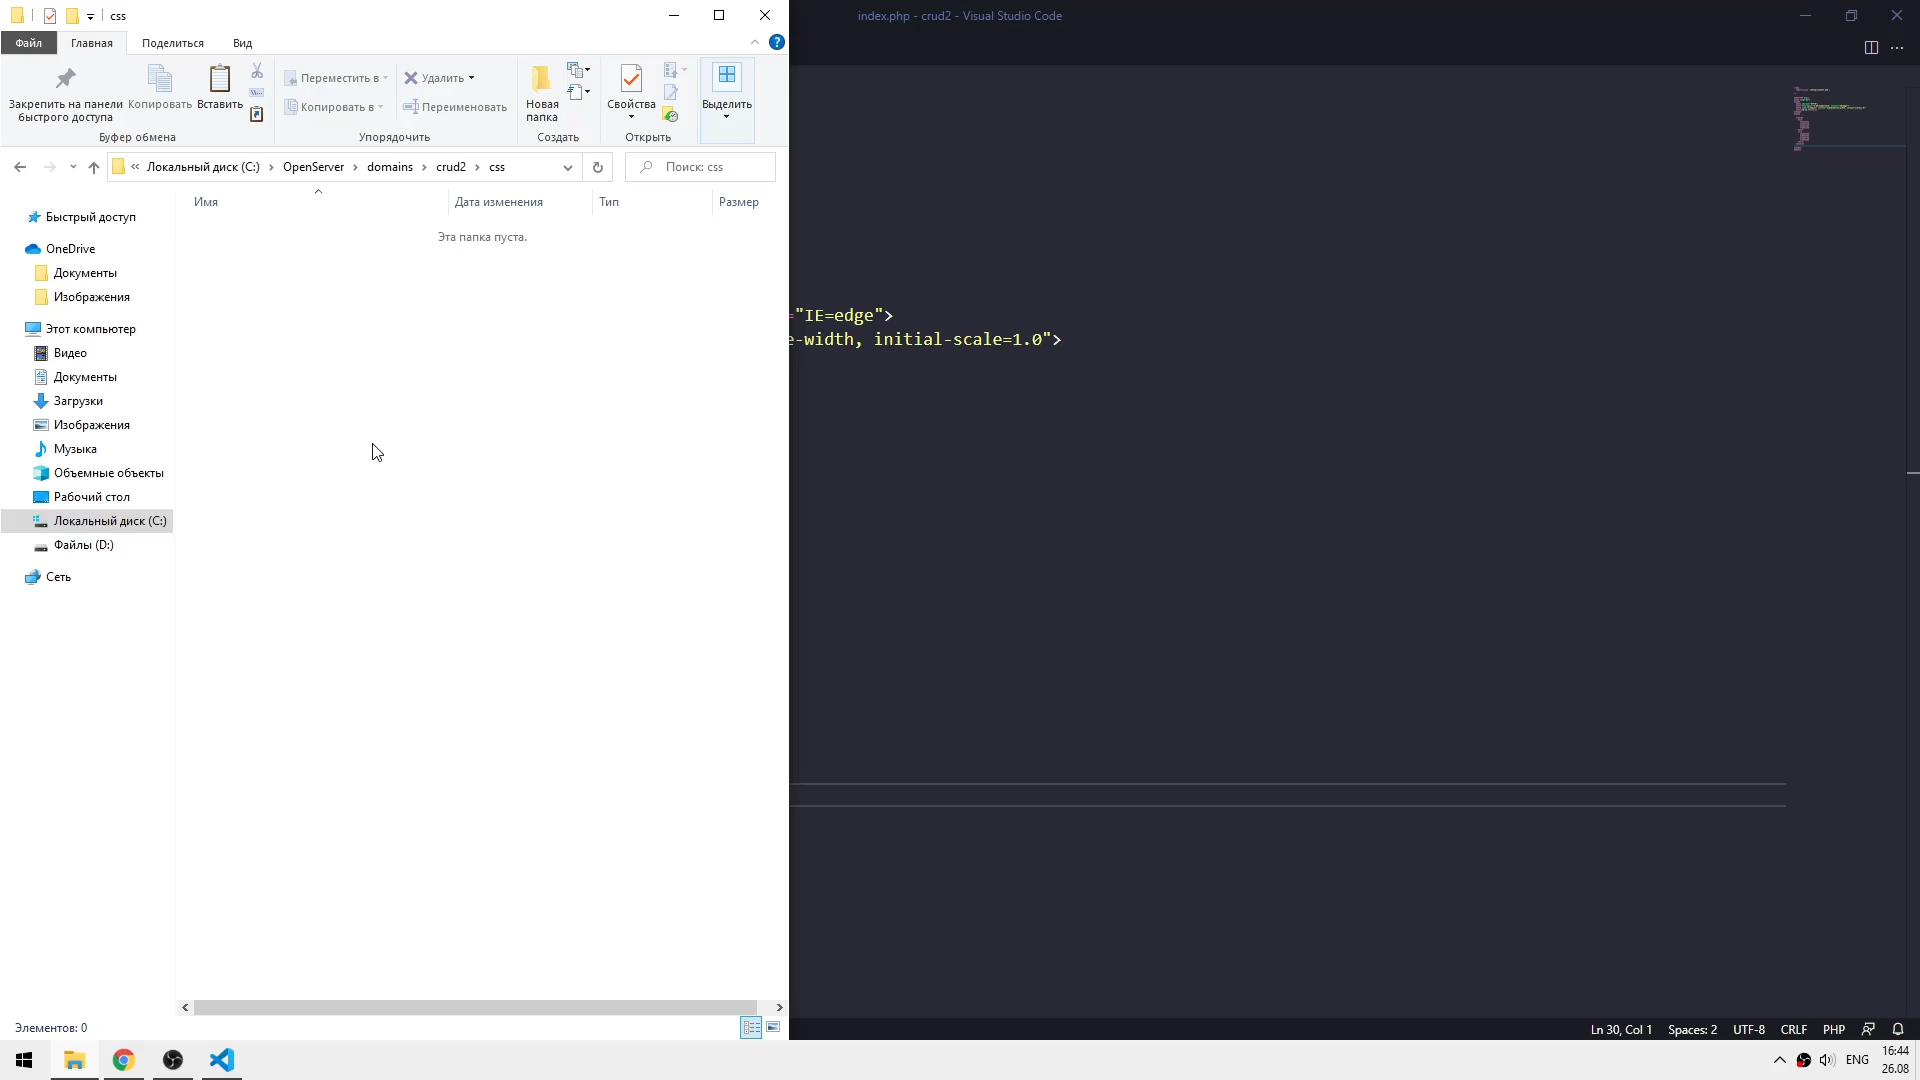 css
Файл
Главная
Поделиться
Вид
Закрепить на панели
быстрого доступа
Копировать
Вставить
Буфер обмена
Переместить в
Копировать в
Удалить
Переименовать
Упорядочить
Новая
папка
Создать
Свойства
Открыть
Выделить
« Локальный диск (C:) › OpenServer › domains › crud2 › css
Поиск: css
Имя
Дата изменения
Тип
Размер
Эта папка пуста.
Быстрый доступ
OneDrive
Документы
Изображения
Этот компьютер
Видео
Документы
Загрузки
Изображения
Музыка
Объемные объекты
Рабочий стол
Локальный диск (C:)
Файлы (D:)
Сеть
Элементов: 0
index.php - crud2 - Visual Studio Code
="IE=edge">
e-width, initial-scale=1.0">
Ln 30, Col 1
Spaces: 2
UTF-8
CRLF
PHP
ENG
16:44
26.08